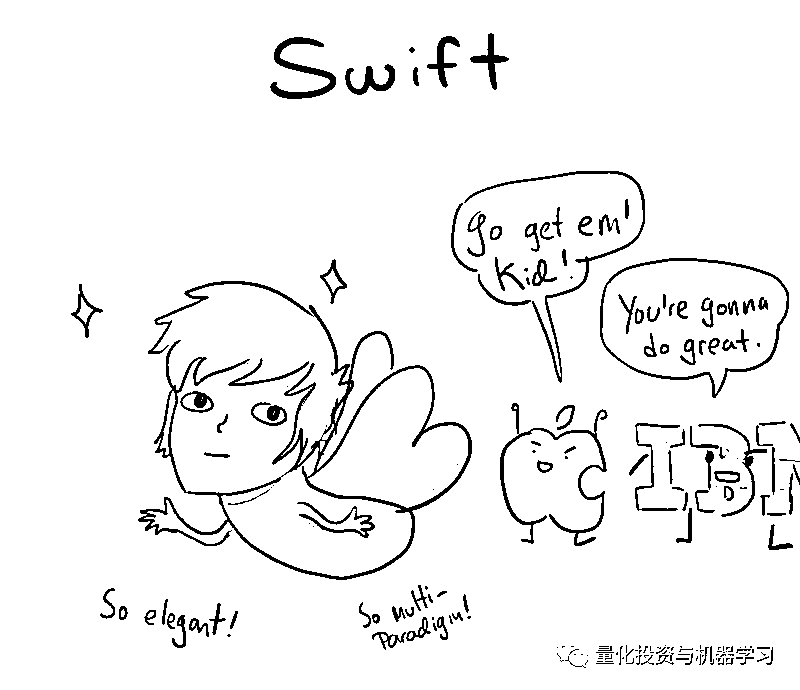 Swift
Go get em'
Kid!
You're gonna
do great.
IBM
So elegant!
So multi-
Paradigm!
量化投资与机器学习